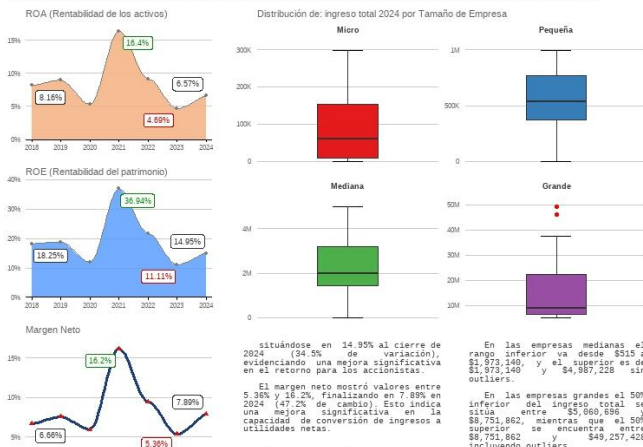 ROA (Rentabilidad de los activos)
15%
10%
5%
0%
8.16%
16.4%
4.69%
6.57%
2018 2019 2020 2021 2022 2023 2024
ROE (Rentabilidad del patrimonio)
40%
30%
20%
10%
0%
18.25%
36.94%
11.11%
14.95%
2018 2019 2020 2021 2022 2023 2024
Margen Neto
15%
10%
5%
6.66%
16.2%
5.36%
7.89%
Distribución de: ingreso total 2024 por Tamaño de Empresa
Micro
300K
200K
100K
0
Pequeña
1M
500K
0
Mediana
4M
2M
0
Grande
50M
40M
30M
20M
10M
situándose en 14.95% al cierre de
2024 (34.5% de variación),
evidenciando una mejora significativa
en el retorno para los accionistas.
El margen neto mostró valores entre
5.36% y 16.2%, finalizando en 7.89% en
2024 (47.2% de cambio). Esto indica
una mejora significativa en la
capacidad de conversión de ingresos a
utilidades netas.
En las empresas medianas el
rango inferior va desde $515 a
$1,973,140, y el superior es de
$1,973,140 y $4,987,228 sin
outliers.
En las empresas grandes el 50%
inferior del ingreso total se
sitúa entre $5,060,696 y
$8,751,862, mientras que el 50%
superior se encuentra entre
$8,751,862 y $49,257,428
incluyendo outliers.